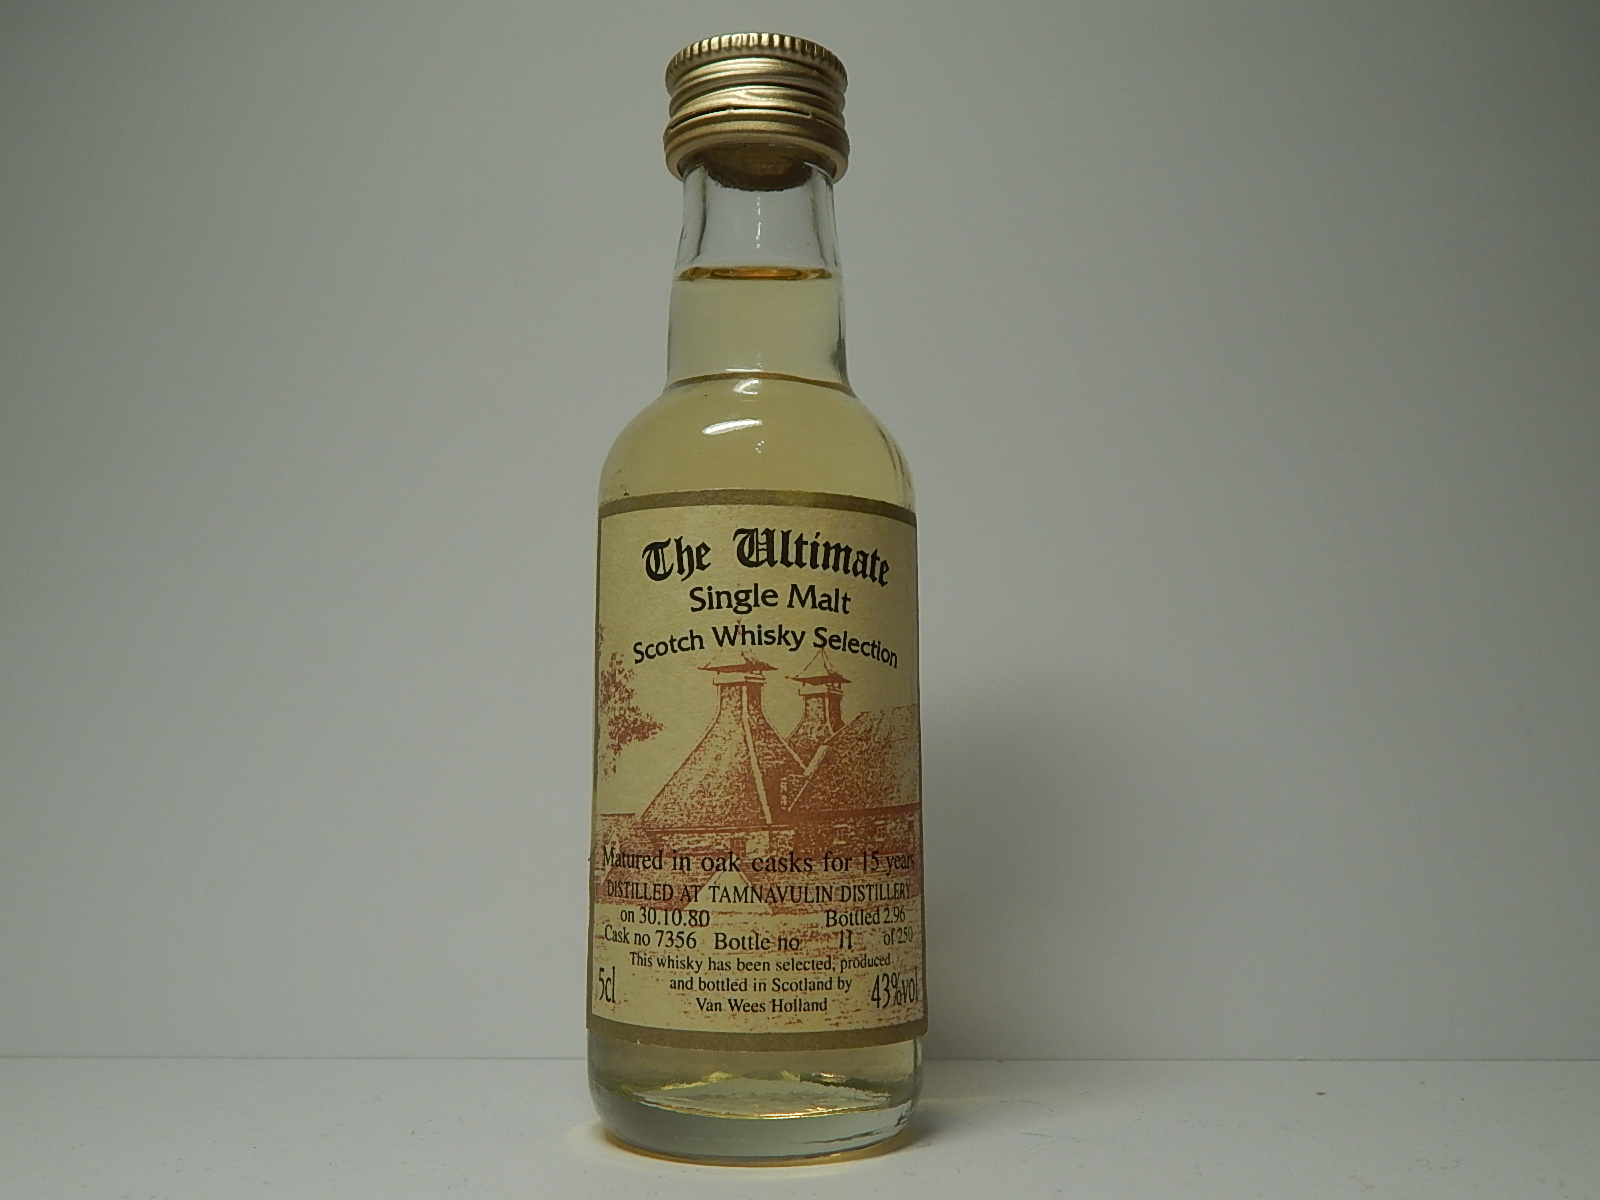 The Ultimate
Single Malt
Scotch Whisky Selection
Matured in oak casks for 15 years
DISTILLED AT TAMNAVULIN DISTILLERY
on 30.10.80 Bottled 2.96
Cask no 7356 Bottle no 11 of 250
This whisky has been selected, produced
and bottled in Scotland by
Van Wees Holland
5cl 43%vol